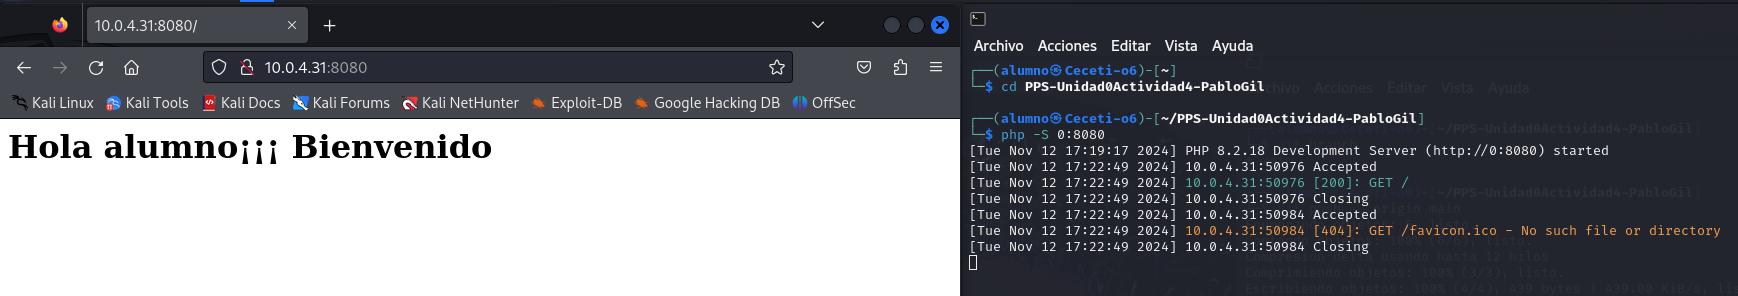 10.0.4.31:8080/
10.0.4.31:8080
Kali Linux Kali Tools Kali Docs Kali Forums Kali NetHunter Exploit-DB Google Hacking DB OffSec
Hola alumno¡¡¡ Bienvenido
Archivo Acciones Editar Vista Ayuda
┌──(alumno㉿Ceceti-o6)-[~]
└─$ cd PPS-Unidad0Actividad4-PabloGil
┌──(alumno㉿Ceceti-o6)-[~/PPS-Unidad0Actividad4-PabloGil]
└─$ php -S 0:8080
[Tue Nov 12 17:19:17 2024] PHP 8.2.18 Development Server (http://0:8080) started
[Tue Nov 12 17:22:49 2024] 10.0.4.31:50976 Accepted
[Tue Nov 12 17:22:49 2024] 10.0.4.31:50976 [200]: GET /
[Tue Nov 12 17:22:49 2024] 10.0.4.31:50976 Closing
[Tue Nov 12 17:22:49 2024] 10.0.4.31:50984 Accepted
[Tue Nov 12 17:22:49 2024] 10.0.4.31:50984 [404]: GET /favicon.ico - No such file or directory
[Tue Nov 12 17:22:49 2024] 10.0.4.31:50984 Closing